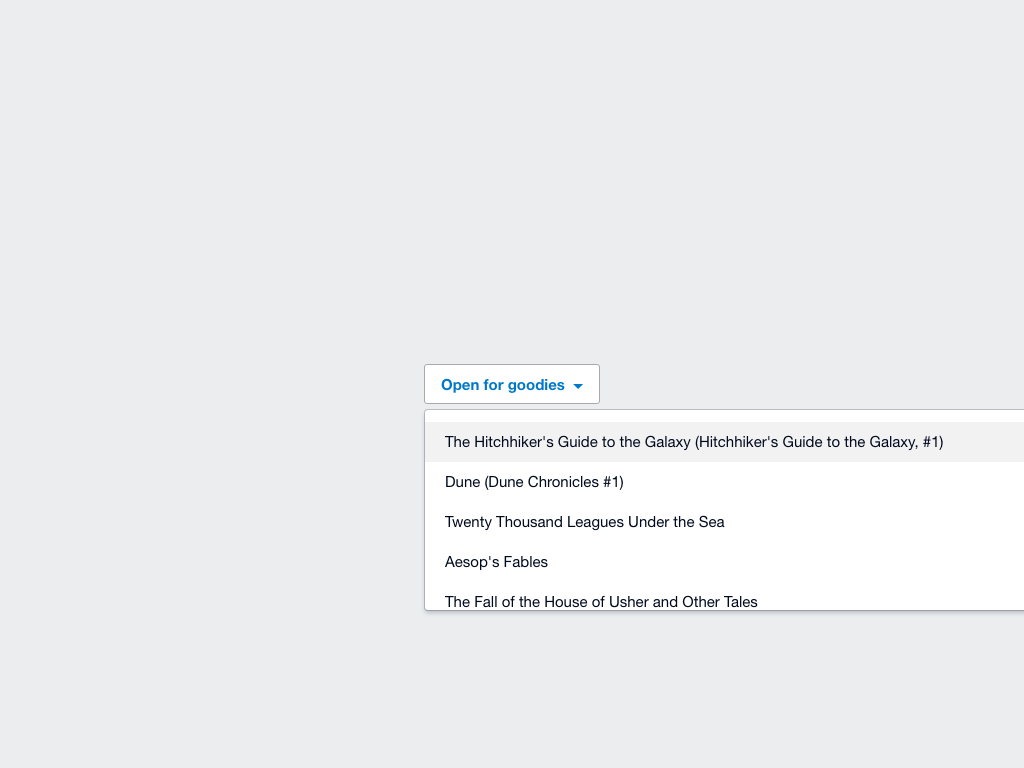 Open for goodies
The Hitchhiker's Guide to the Galaxy (Hitchhiker's Guide to the Galaxy, #1)
Dune (Dune Chronicles #1)
Twenty Thousand Leagues Under the Sea
Aesop's Fables
The Fall of the House of Usher and Other Tales